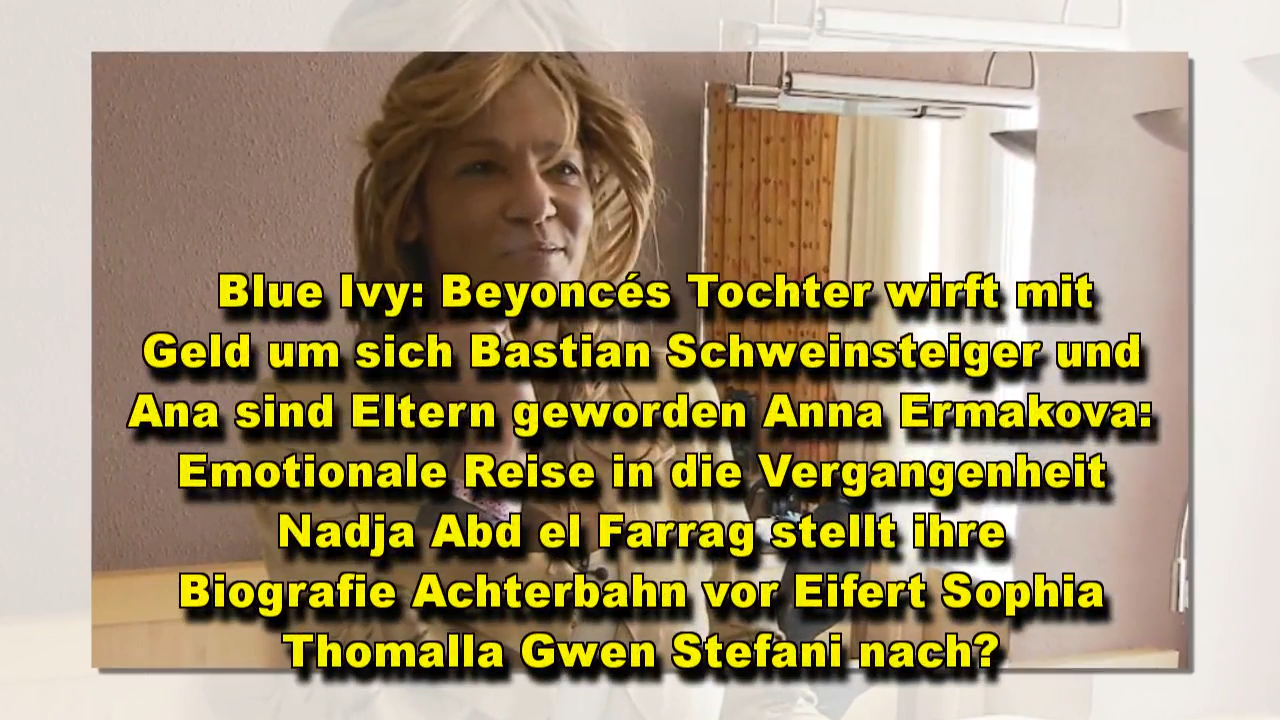 Blue Ivy: Beyoncés Tochter wirft mit
Geld um sich Bastian Schweinsteiger und
Ana sind Eltern geworden Anna Ermakova:
Emotionale Reise in die Vergangenheit
Nadja Abd el Farrag stellt ihre
Biografie Achterbahn vor Eifert Sophia
Thomalla Gwen Stefani nach?